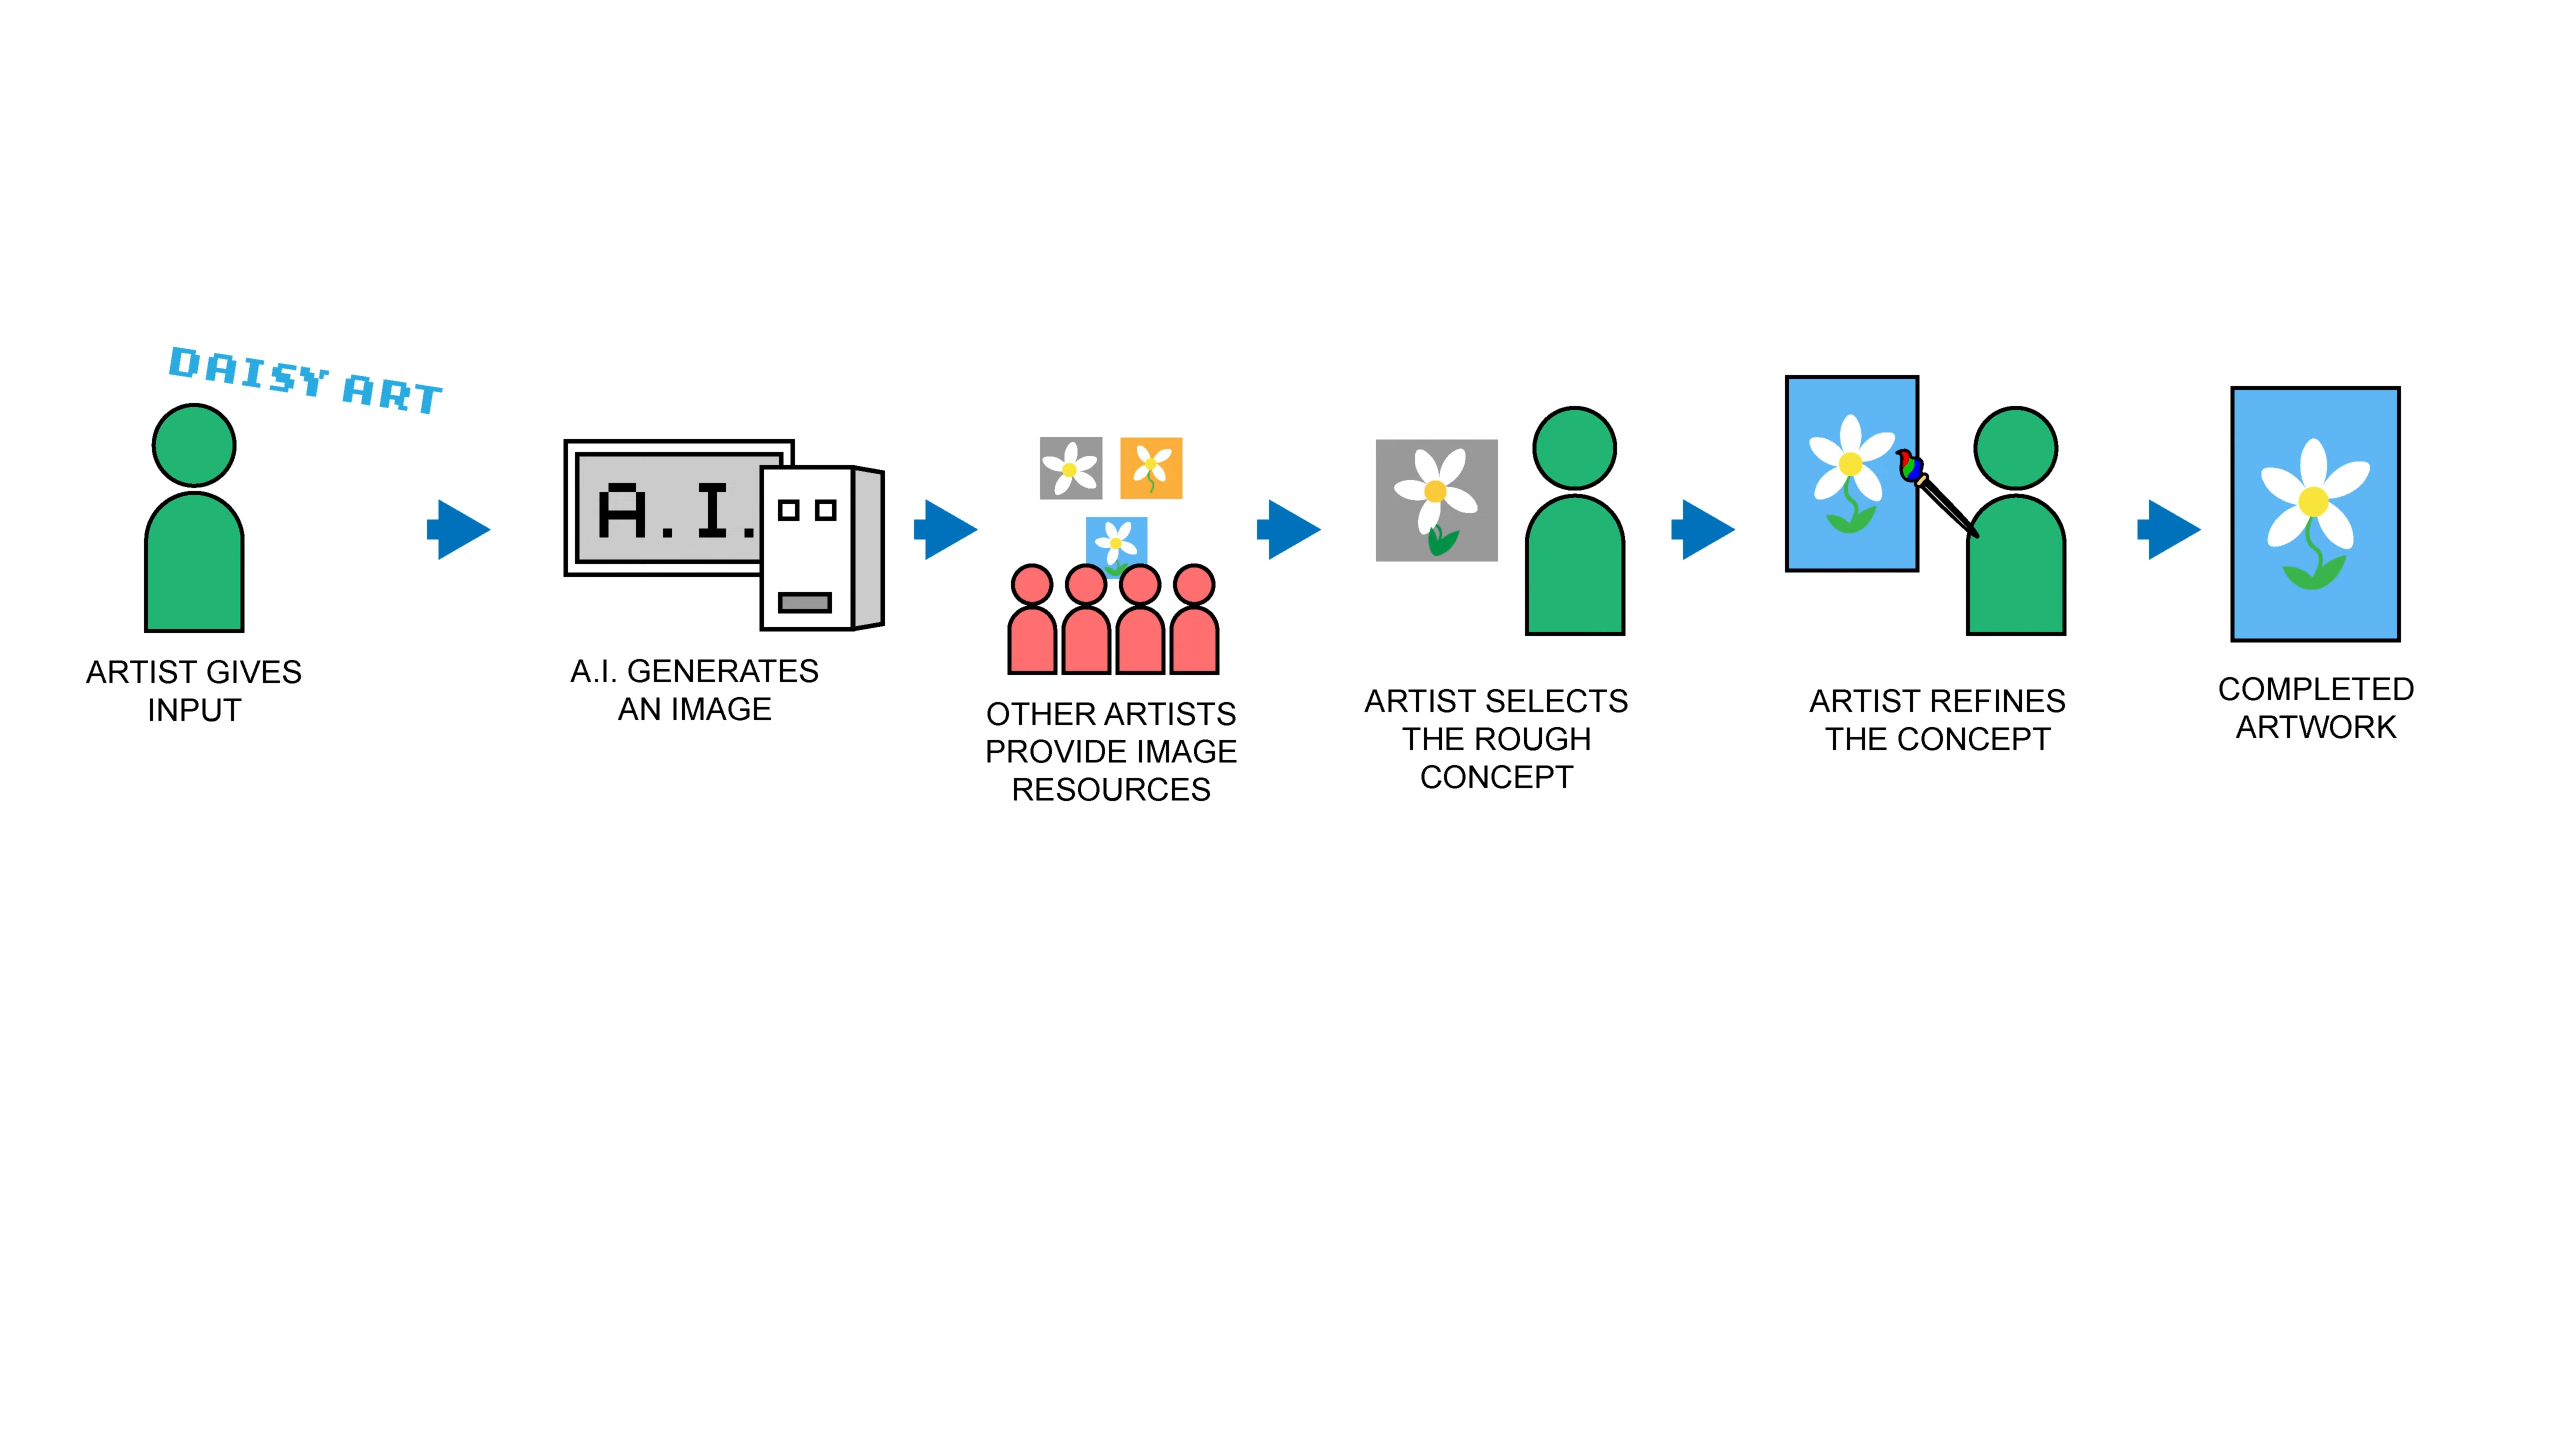 DAISY ART
A.I.
ARTIST GIVES
INPUT
A.I. GENERATES
AN IMAGE
OTHER ARTISTS
PROVIDE IMAGE
RESOURCES
ARTIST SELECTS
THE ROUGH
CONCEPT
ARTIST REFINES
THE CONCEPT
COMPLETED
ARTWORK